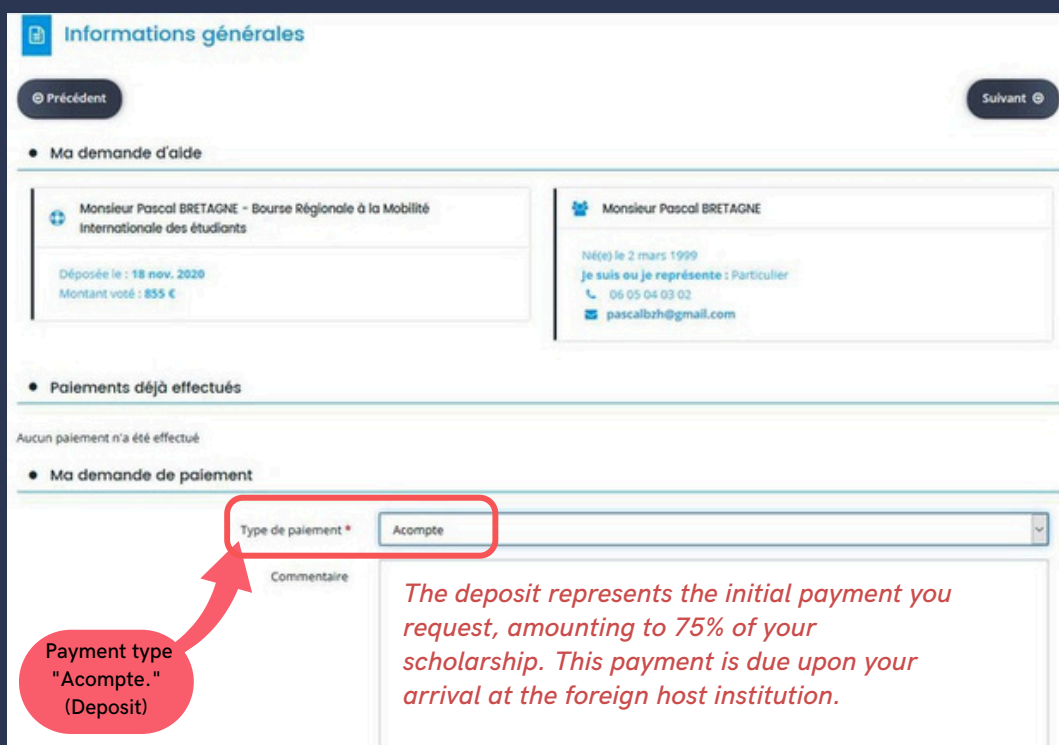 Informations générales
Précédent
Suivant
Ma demande d'aide
Monsieur Pascal BRETAGNE - Bourse Régionale à la Mobilité
Internationale des étudiants
Déposée le : 18 nov. 2020
Montant voté : 855 €
Monsieur Pascal BRETAGNE
Né(e) le 2 mars 1999
Je suis ou je représente : Particulier
06 05 04 03 02
pascalbzh@gmail.com
Paiements déjà effectués
Aucun paiement n'a été effectué
Ma demande de paiement
Type de paiement * Acompte
Commentaire
The deposit represents the initial payment you
request, amounting to 75% of your
scholarship. This payment is due upon your
arrival at the foreign host institution.
Payment type
"Acompte."
(Deposit)